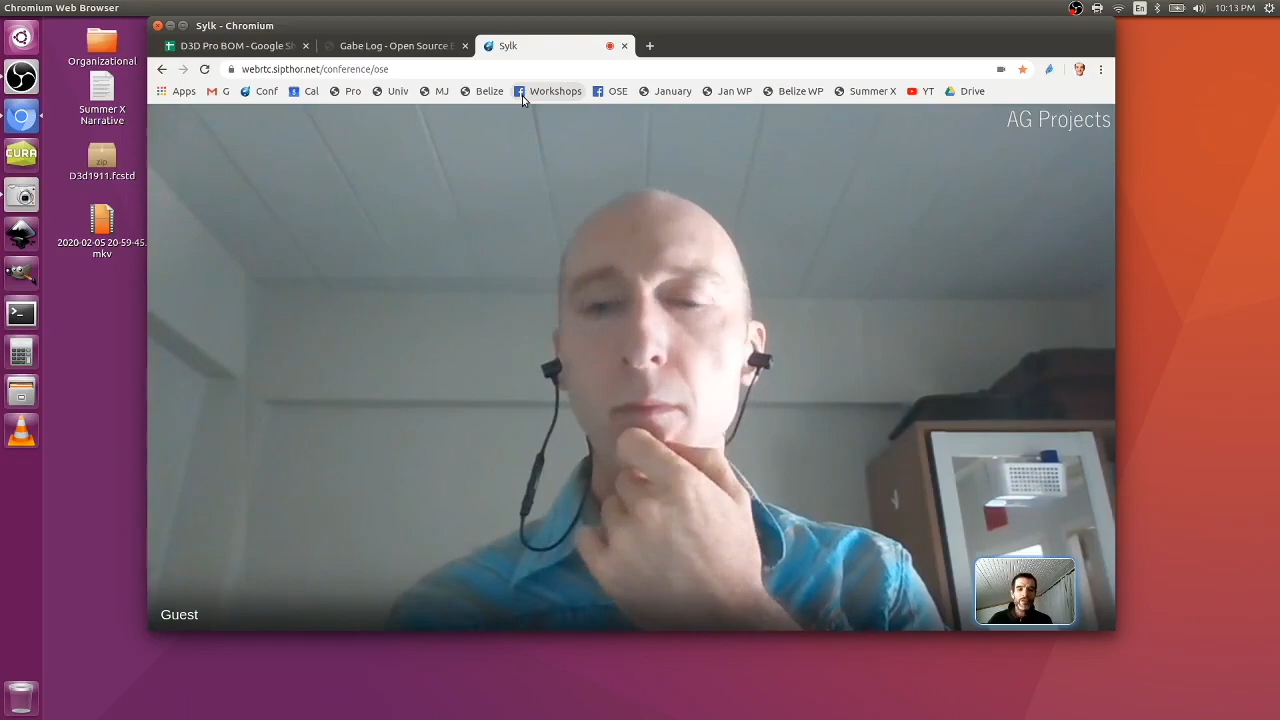 Chromium Web Browser
En
10:13 PM
Organizational
Summer X
Narrative
zip
D3d1911.fcstd
2020-02-05 20-59-45.
mkv
CURA
Sylk - Chromium
D3D Pro BOM - Google Sh
Gabe Log - Open Source E
Sylk
webrtc.sipthor.net/conference/ose
Apps
G
Conf
Cal
Pro
Univ
MJ
Belize
Workshops
OSE
January
Jan WP
Belize WP
Summer X
YT
Drive
AG Projects
Guest